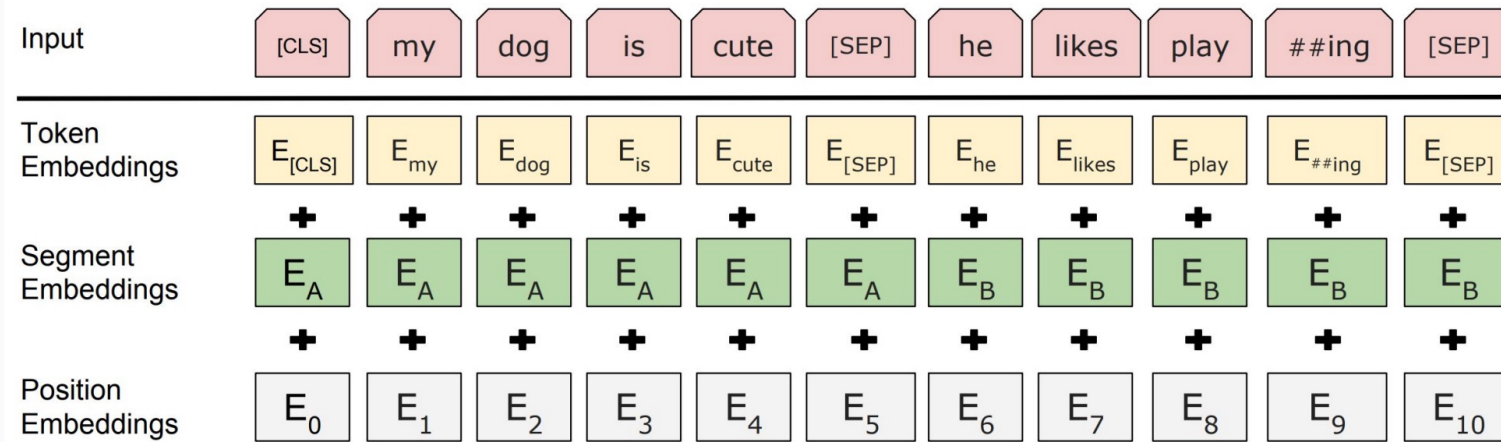 Input [CLS] my dog is cute [SEP] he likes play ##ing [SEP]
Token Embeddings E[CLS] Emy Edog Eis Ecute E[SEP] Ehe Elikes Eplay E##ing E[SEP]
+ + + + + + + + + + +
Segment Embeddings EA EA EA EA EA EA EB EB EB EB EB
+ + + + + + + + + + +
Position Embeddings E0 E1 E2 E3 E4 E5 E6 E7 E8 E9 E10